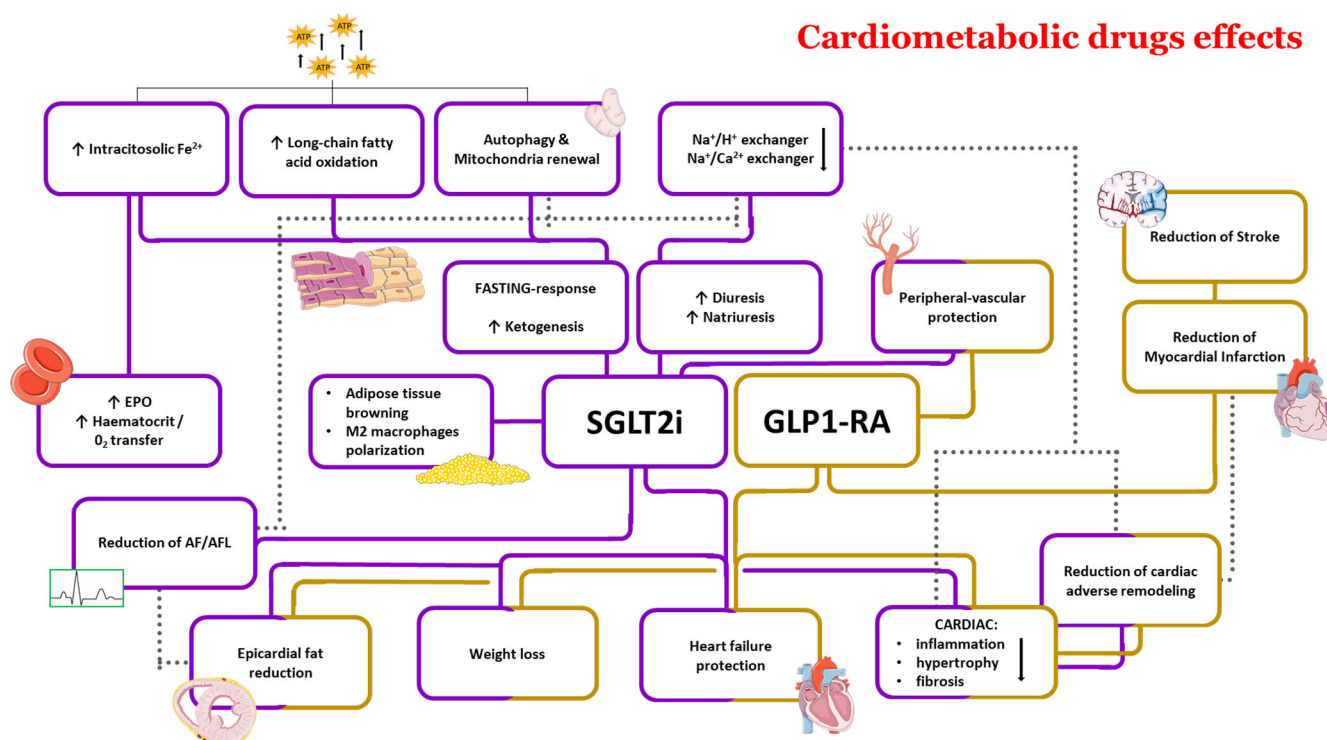 Cardiometabolic drugs effects
ATP
ATP
ATP
ATP
↑ Intracitosolic Fe²⁺
↑ Long-chain fatty
acid oxidation
Autophagy &
Mitochondria renewal
Na⁺/H⁺ exchanger
Na⁺/Ca²⁺ exchanger
Reduction of Stroke
FASTING-response
↑ Ketogenesis
↑ Diuresis
↑ Natriuresis
Peripheral-vascular
protection
Reduction of
Myocardial Infarction
↑ EPO
↑ Haematocrit /
0₂ transfer
• Adipose tissue
browning
• M2 macrophages
polarization
SGLT2i
GLP1-RA
Reduction of AF/AFL
Reduction of cardiac
adverse remodeling
Epicardial fat
reduction
Weight loss
Heart failure
protection
CARDIAC:
• inflammation
• hypertrophy
• fibrosis